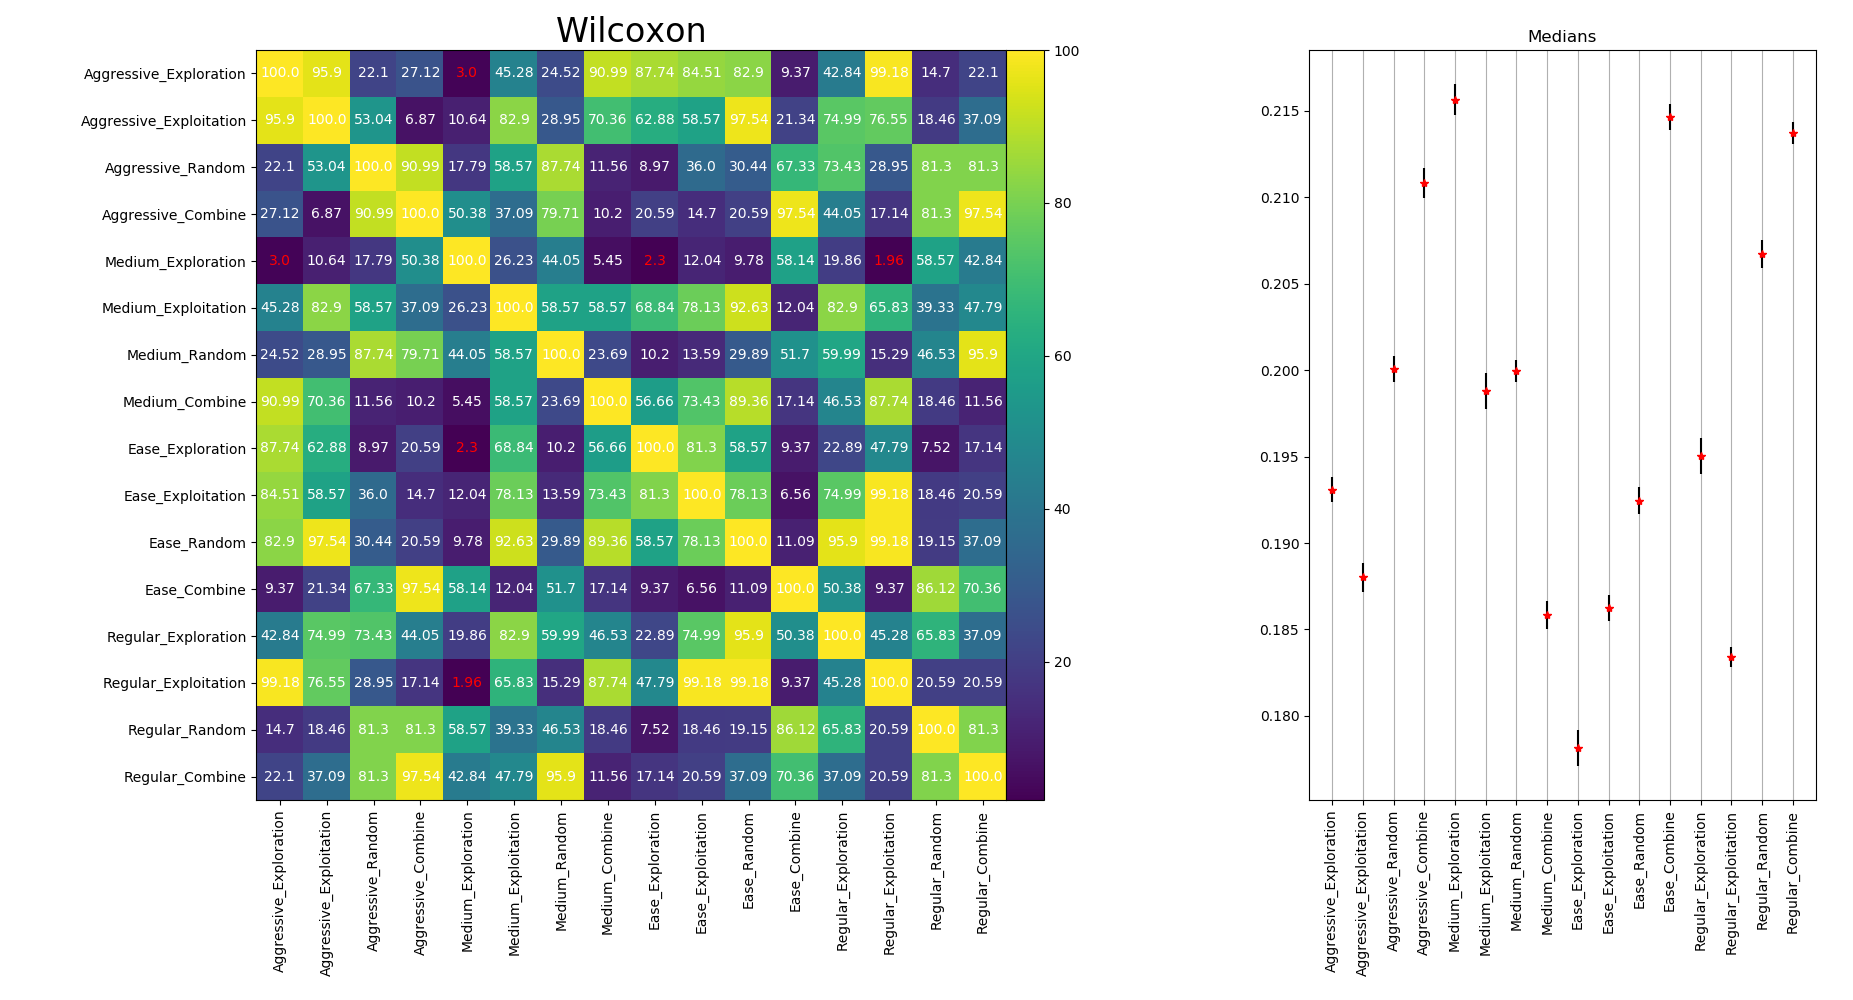 Wilcoxon
Aggressive_Exploration 100.0 95.9 22.1 27.12 3.0 45.28 24.52 90.99 87.74 84.51 82.9 9.37 42.84 99.18 14.7 22.1
Aggressive_Exploitation 95.9 100.0 53.04 6.87 10.64 82.9 28.95 70.36 62.88 58.57 97.54 21.34 74.99 76.55 18.46 37.09
Aggressive_Random 22.1 53.04 100.0 90.99 17.79 58.57 87.74 11.56 8.97 36.0 30.44 67.33 73.43 28.95 81.3 81.3
Aggressive_Combine 27.12 6.87 90.99 100.0 50.38 37.09 79.71 10.2 20.59 14.7 20.59 97.54 44.05 17.14 81.3 97.54
Medium_Exploration 3.0 10.64 17.79 50.38 100.0 26.23 44.05 5.45 2.3 12.04 9.78 58.14 19.86 1.96 58.57 42.84
Medium_Exploitation 45.28 82.9 58.57 37.09 26.23 100.0 58.57 58.57 68.84 78.13 92.63 12.04 82.9 65.83 39.33 47.79
Medium_Random 24.52 28.95 87.74 79.71 44.05 58.57 100.0 23.69 10.2 13.59 29.89 51.7 59.99 15.29 46.53 95.9
Medium_Combine 90.99 70.36 11.56 10.2 5.45 58.57 23.69 100.0 56.66 73.43 89.36 17.14 46.53 87.74 18.46 11.56
Ease_Exploration 87.74 62.88 8.97 20.59 2.3 68.84 10.2 56.66 100.0 81.3 58.57 9.37 22.89 47.79 7.52 17.14
Ease_Exploitation 84.51 58.57 36.0 14.7 12.04 78.13 13.59 73.43 81.3 100.0 78.13 6.56 74.99 99.18 18.46 20.59
Ease_Random 82.9 97.54 30.44 20.59 9.78 92.63 29.89 89.36 58.57 78.13 100.0 11.09 95.9 99.18 19.15 37.09
Ease_Combine 9.37 21.34 67.33 97.54 58.14 12.04 51.7 17.14 9.37 6.56 11.09 100.0 50.38 9.37 86.12 70.36
Regular_Exploration 42.84 74.99 73.43 44.05 19.86 82.9 59.99 46.53 22.89 74.99 95.9 50.38 100.0 45.28 65.83 37.09
Regular_Exploitation 99.18 76.55 28.95 17.14 1.96 65.83 15.29 87.74 47.79 99.18 99.18 9.37 45.28 100.0 20.59 20.59
Regular_Random 14.7 18.46 81.3 81.3 58.57 39.33 46.53 18.46 7.52 18.46 19.15 86.12 65.83 20.59 100.0 81.3
Regular_Combine 22.1 37.09 81.3 97.54 42.84 47.79 95.9 11.56 17.14 20.59 37.09 70.36 37.09 20.59 81.3 100.0
Aggressive_Exploration
Aggressive_Exploitation
Aggressive_Random
Aggressive_Combine
Medium_Exploration
Medium_Exploitation
Medium_Random
Medium_Combine
Ease_Exploration
Ease_Exploitation
Ease_Random
Ease_Combine
Regular_Exploration
Regular_Exploitation
Regular_Random
Regular_Combine
100
80
60
40
20
Medians
0.215
0.210
0.205
0.200
0.195
0.190
0.185
0.180
Aggressive_Exploration
Aggressive_Exploitation
Aggressive_Random
Aggressive_Combine
Medium_Exploration
Medium_Exploitation
Medium_Random
Medium_Combine
Ease_Exploration
Ease_Exploitation
Ease_Random
Ease_Combine
Regular_Exploration
Regular_Exploitation
Regular_Random
Regular_Combine